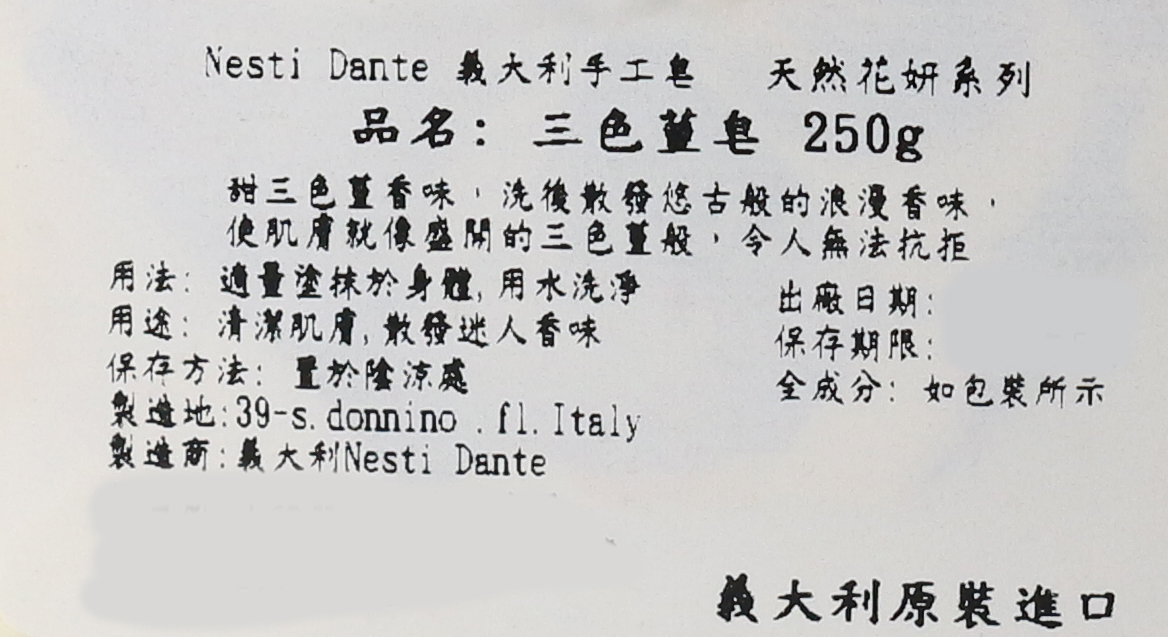 Nesti Dante 義大利手工皂 天然花妍系列
品名: 三色菫皂 250g
甜三色菫香味,洗後散發悠古般的浪漫香味,
使肌膚就像盛開的三色菫般,令人無法抗拒
用法: 適量塗抹於身體,用水洗淨
用途: 清潔肌膚,散發迷人香味
保存方法: 置於陰涼處
製造地:39-s.donnino .fl.Italy
製造商:義大利Nesti Dante
出廠日期:
保存期限:
全成分: 如包裝所示
義大利原裝進口